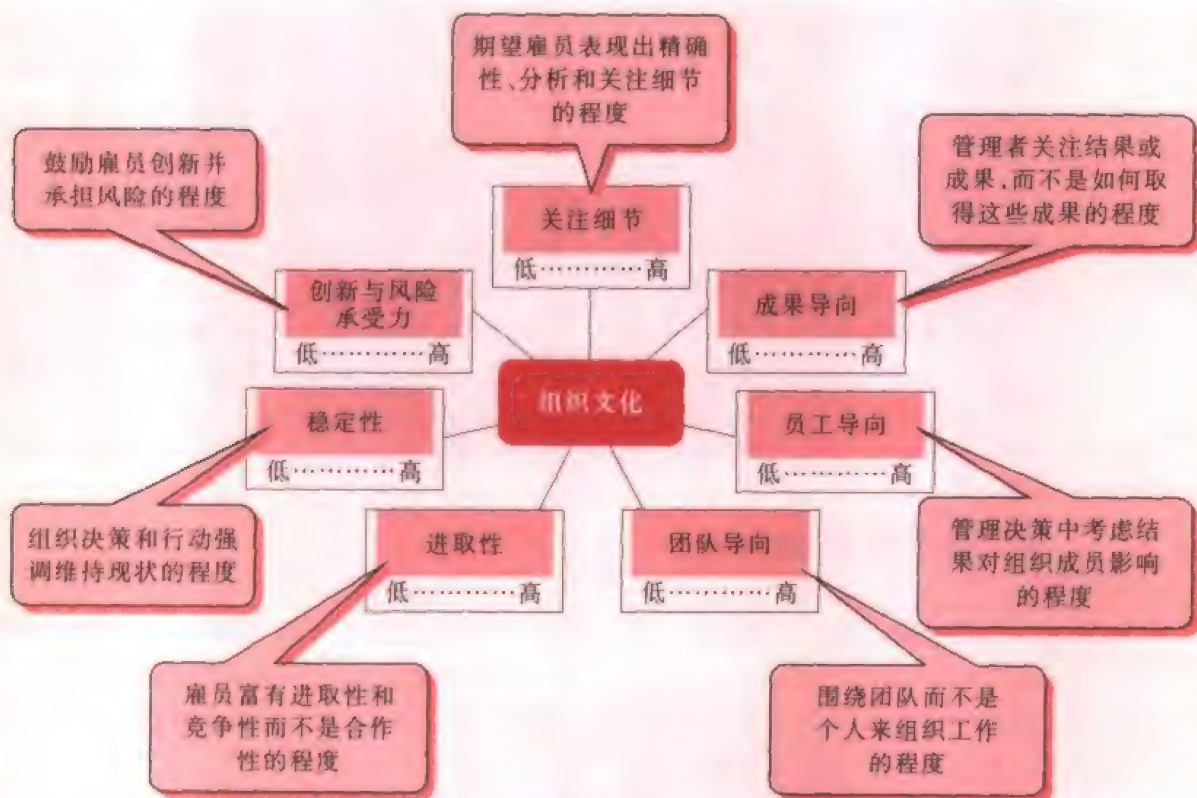 期望雇员表现出精确
性、分析和关注细节
的程度
鼓励雇员创新并
承担风险的程度
管理者关注结果或
成果,而不是如何取
得这些成果的程度
关注细节
低…………高
创新与风险
承受力
低…………高
成果导向
低…………高
组织文化
稳定性
低…………高
员工导向
低…………高
进取性
低…………高
团队导向
低…………高
组织决策和行动强
调维持现状的程度
管理决策中考虑结
果对组织成员影响
的程度
雇员富有进取性和
竞争性而不是合作
性的程度
围绕团队而不是
个人来组织工作
的程度